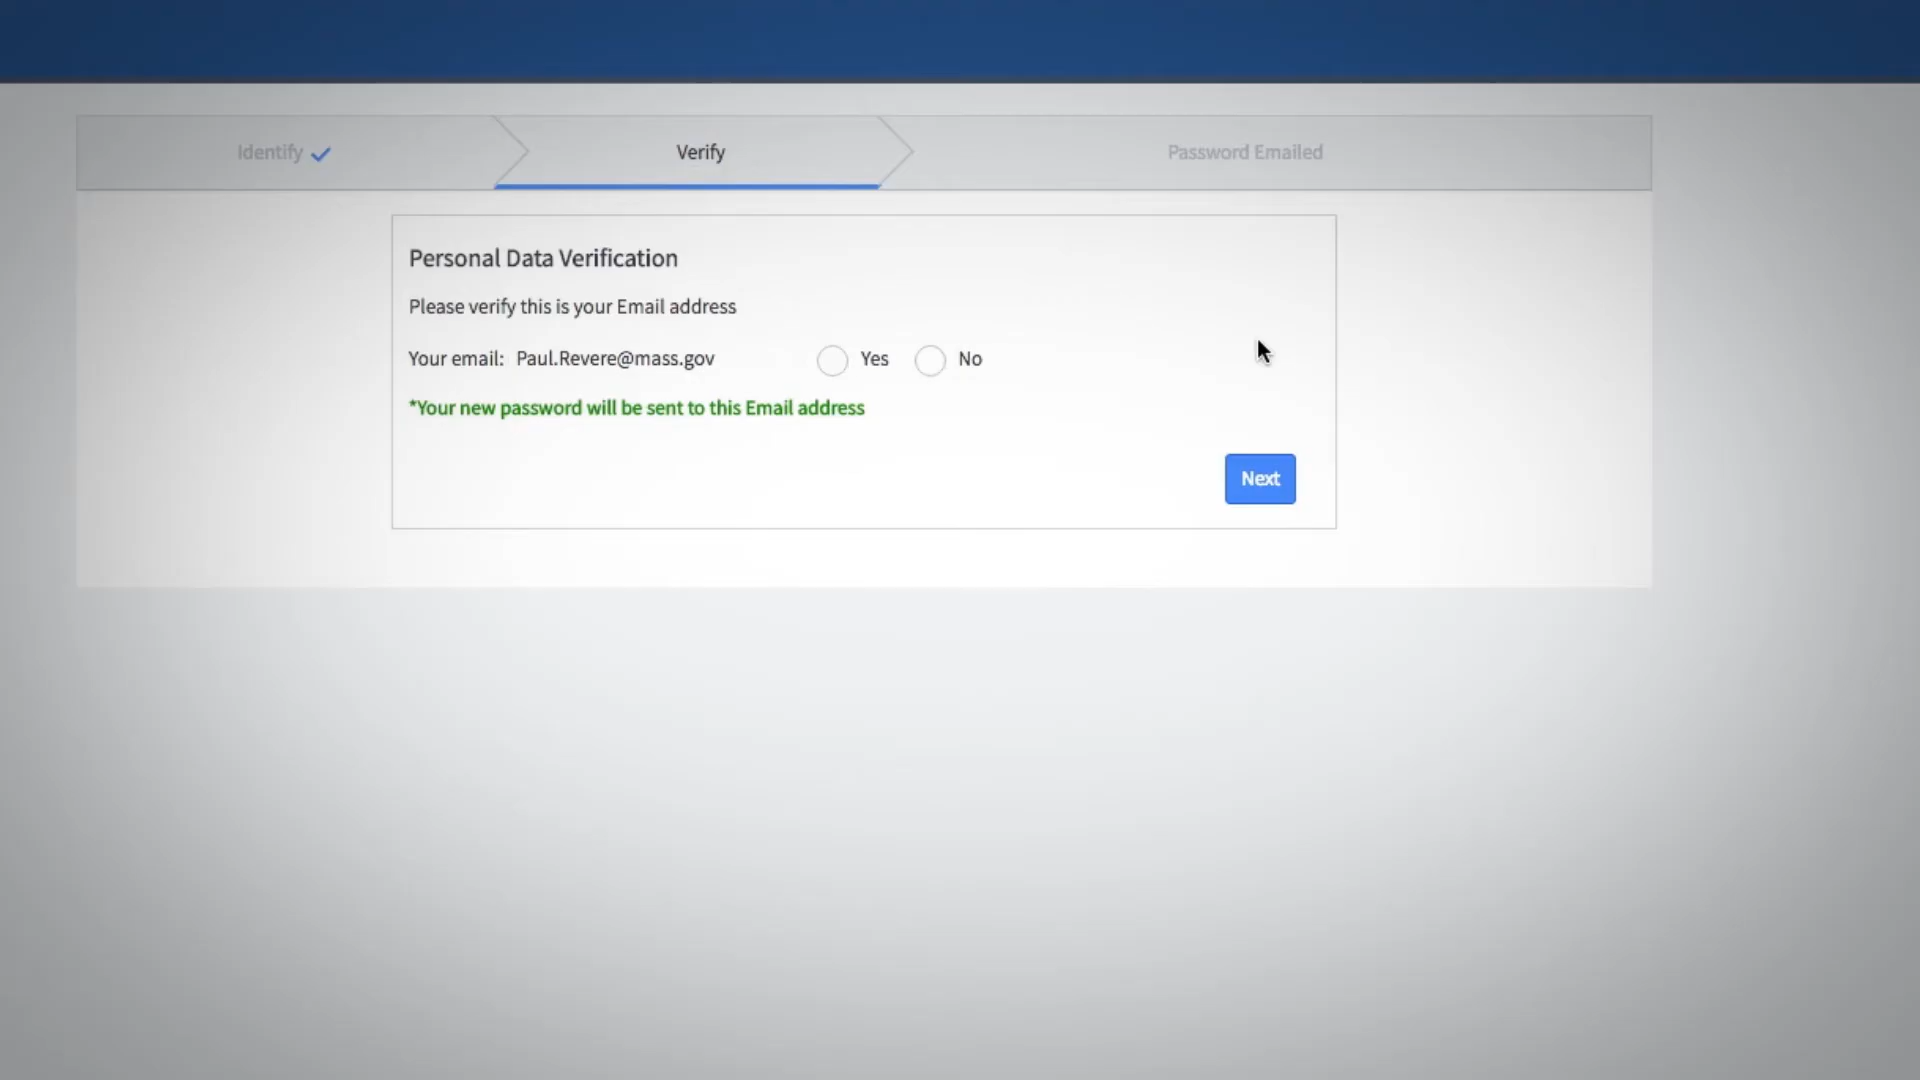 Identify
Verify
Password Emailed
Personal Data Verification
Please verify this is your Email address
Your email: Paul.Revere@mass.gov Yes No
*Your new password will be sent to this Email address
Next